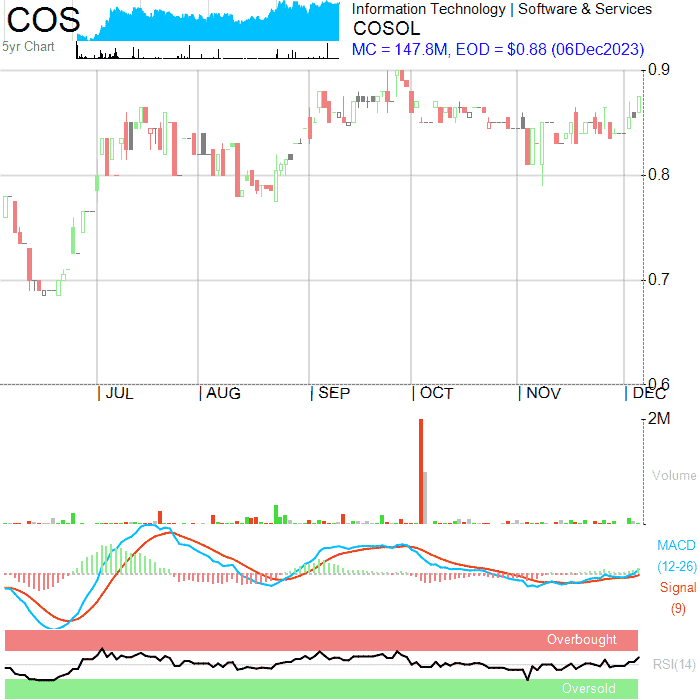 COS
5yr Chart
Information Technology | Software & Services
COSOL
MC = 147.8M, EOD = $0.88 (06Dec2023)
0.9
0.8
0.7
0.6
| JUL
| AUG
| SEP
| OCT
| NOV
| DEC
2M
Volume
MACD
(12-26)
Signal
(9)
Overbought
RSI(14)
Oversold